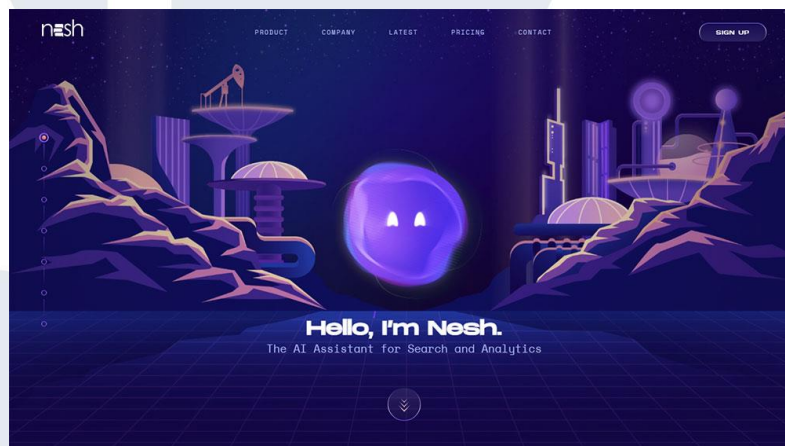 nesh
PRODUCT COMPANY LATEST PRICING CONTACT
SIGN UP
Hello, I'm Nesh.
The AI Assistant for Search and Analytics